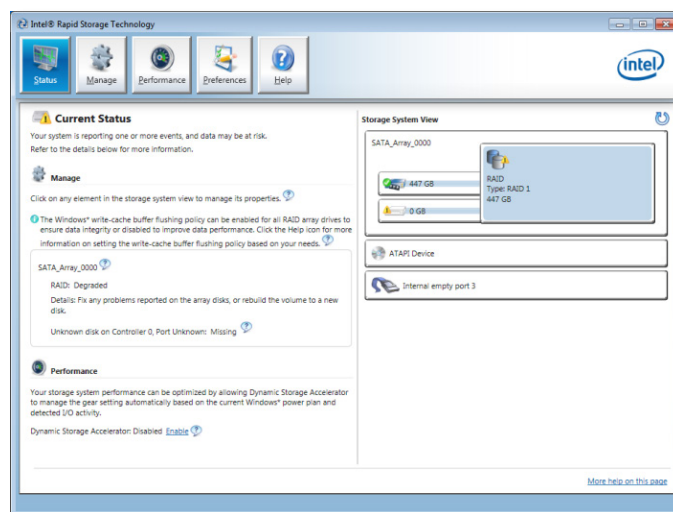 Intel® Rapid Storage Technology
Status
Manage
Performance
Preferences
Help
intel
Current Status
Your system is reporting one or more events, and data may be at risk.
Refer to the details below for more information.
Manage
Click on any element in the storage system view to manage its properties.
The Windows* write-cache buffer flushing policy can be enabled for all RAID array drives to
ensure data integrity or disabled to improve data performance. Click the Help icon for more
information on setting the write-cache buffer flushing policy based on your needs.
SATA_Array_0000
RAID: Degraded
Details: Fix any problems reported on the array disks, or rebuild the volume to a new
disk.
Unknown disk on Controller 0, Port Unknown: Missing
Performance
Your storage system performance can be optimized by allowing Dynamic Storage Accelerator
to manage the gear setting automatically based on the current Windows* power plan and
detected I/O activity.
Dynamic Storage Accelerator: Disabled Enable
Storage System View
SATA_Array_0000
447 GB
0 GB
RAID
Type: RAID 1
447 GB
ATAPI Device
Internal empty port 3
More help on this page